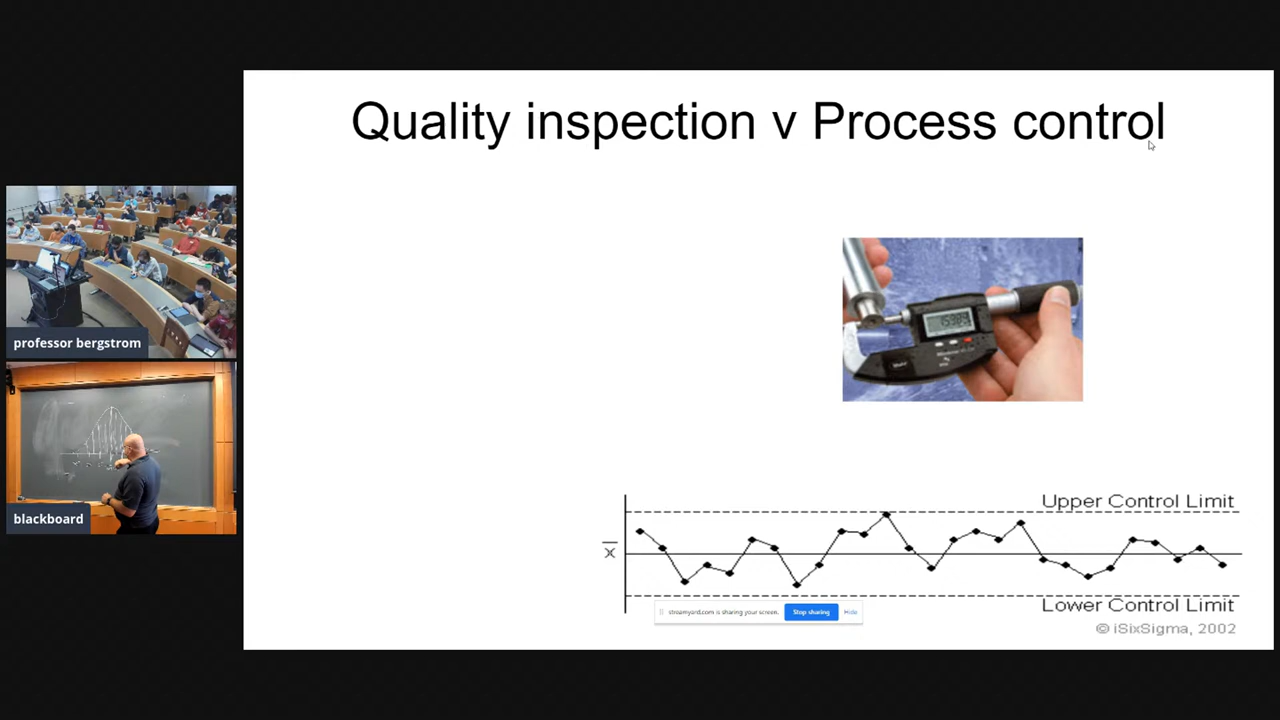 Quality inspection v Process control
professor bergstrom
blackboard
Upper Control Limit
x
streamyard.com is sharing your screen.
Stop sharing
Hide
Lower Control Limit
© iSixSigma, 2002